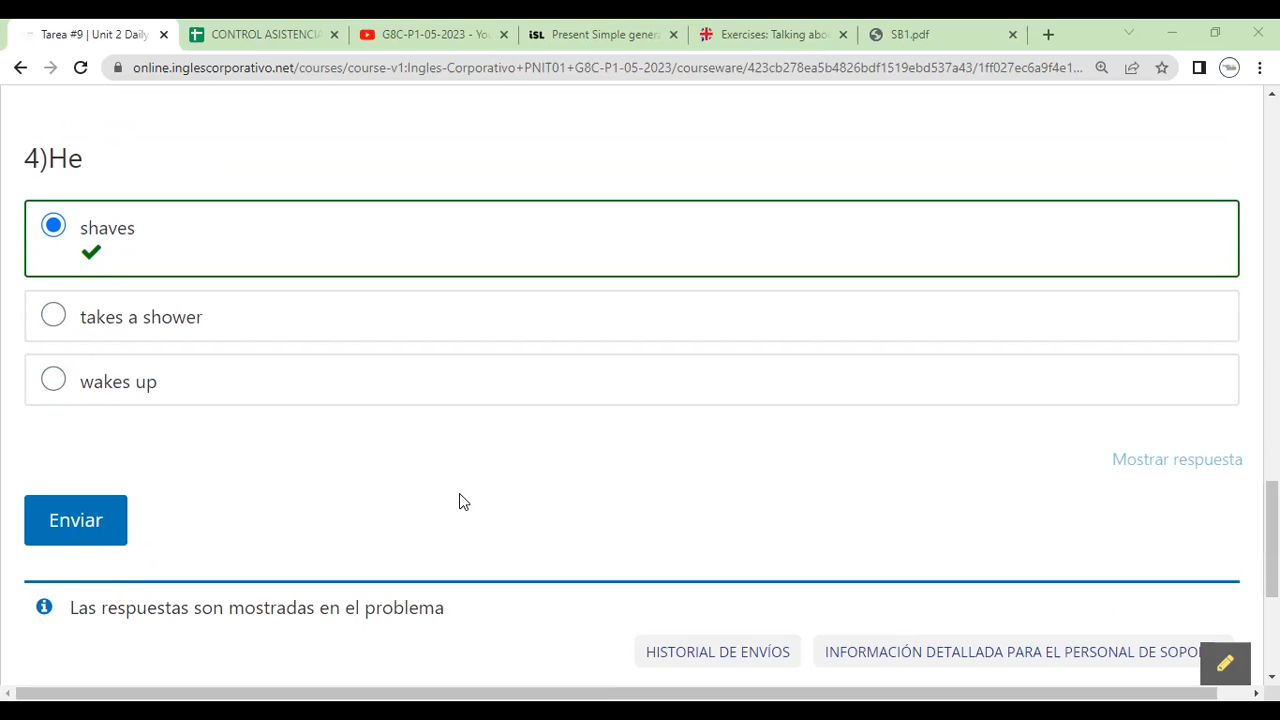 Tarea #9 | Unit 2 Daily
CONTROL ASISTENCIA
G8C-P1-05-2023 - You
iSL
Present Simple gener
Exercises: Talking abo
SB1.pdf
online.inglescorporativo.net/courses/course-v1:Ingles-Corporativo+PNIT01+G8C-P1-05-2023/courseware/423cb278ea5b4826bdf1519ebd537a43/1ff027ec6a9f4e1...
4)He
shaves
takes a shower
wakes up
Mostrar respuesta
Enviar
Las respuestas son mostradas en el problema
HISTORIAL DE ENVÍOS
INFORMACIÓN DETALLADA PARA EL PERSONAL DE SOPO